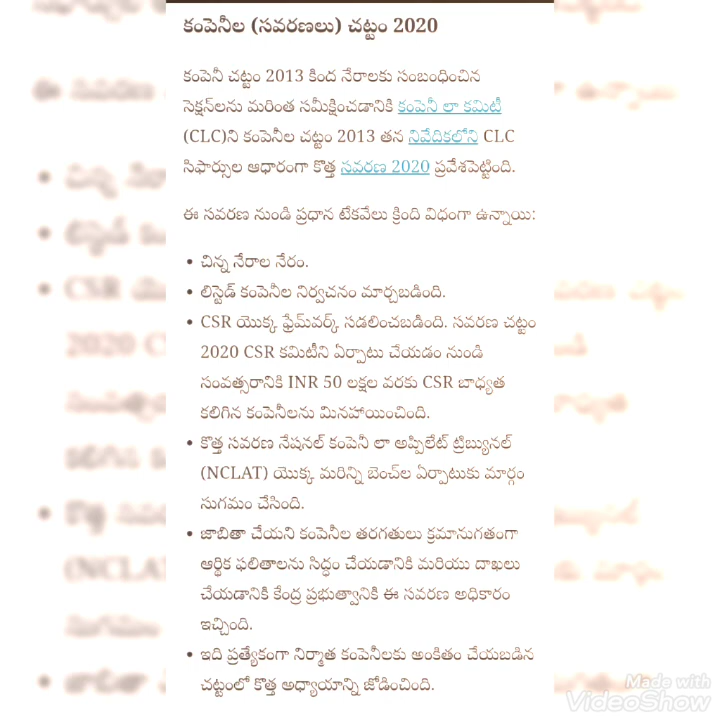 కంపెనీల (సవరణలు) చట్టం 2020
కంపెనీ చట్టం 2013 కింద నేరాలకు సంబంధించిన
సెక్షన్‌లను మరింత సమీక్షించడానికి కంపెనీ లా కమిటీ
(CLC)ని కంపెనీల చట్టం 2013 తన నివేదికలోని CLC
సిఫార్సుల ఆధారంగా కొత్త సవరణ 2020 ప్రవేశపెట్టింది.
ఈ సవరణ నుండి ప్రధాన టేకవేలు క్రింది విధంగా ఉన్నాయి:
• చిన్న నేరాల నేరం.
• లిస్టెడ్ కంపెనీల నిర్వచనం మార్చబడింది.
• CSR యొక్క ఫ్రేమ్‌వర్క్ సడలించబడింది. సవరణ చట్టం
2020 CSR కమిటీని ఏర్పాటు చేయడం నుండి
సంవత్సరానికి INR 50 లక్షల వరకు CSR బాధ్యత
కలిగిన కంపెనీలను మినహాయించింది.
• కొత్త సవరణ నేషనల్ కంపెనీ లా అప్పిలేట్ ట్రిబ్యునల్
(NCLAT) యొక్క మరిన్ని బెంచ్‌ల ఏర్పాటుకు మార్గం
సుగమం చేసింది.
• జాబితా చేయని కంపెనీల తరగతులు క్రమానుగతంగా
ఆర్థిక ఫలితాలను సిద్ధం చేయడానికి మరియు దాఖలు
చేయడానికి కేంద్ర ప్రభుత్వానికి ఈ సవరణ అధికారం
ఇచ్చింది.
• ఇది ప్రత్యేకంగా నిర్మాత కంపెనీలకు అంకితం చేయబడిన
చట్టంలో కొత్త అధ్యాయాన్ని జోడించింది.
Made with
VideoShow